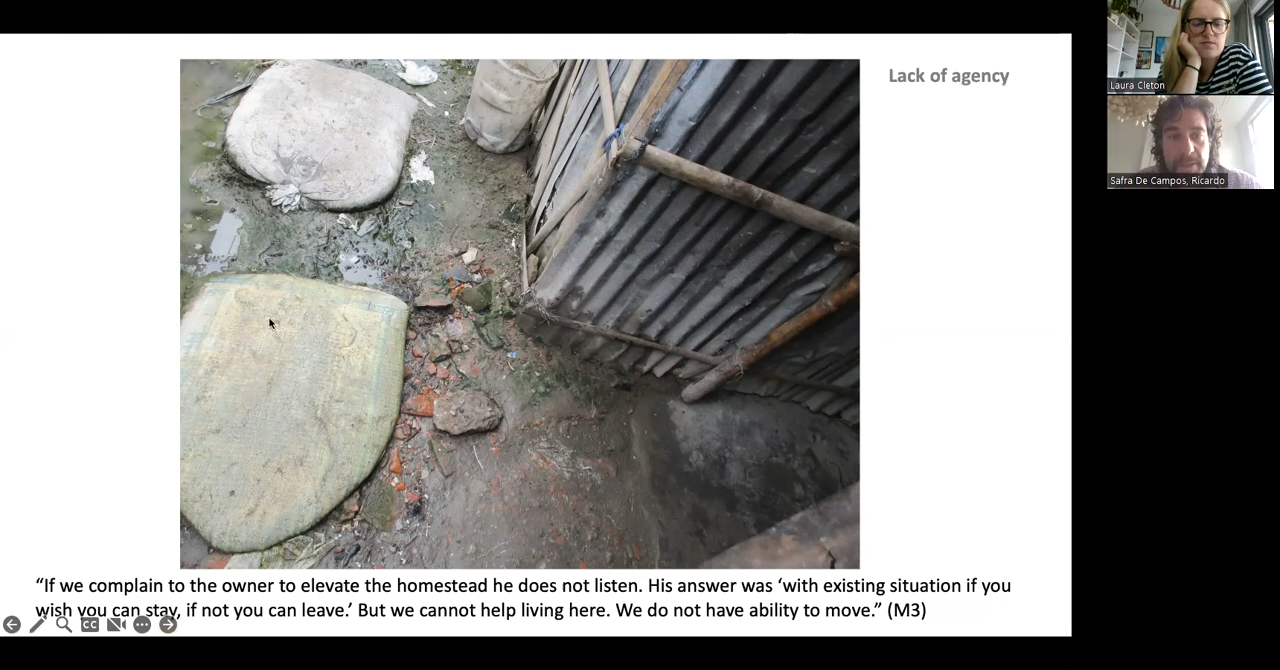 Lack of agency
Laura Cleton
Safra De Campos, Ricardo
“If we complain to the owner to elevate the homestead he does not listen. His answer was ‘with existing situation if you
wish you can stay, if not you can leave.’ But we cannot help living here. We do not have ability to move.” (M3)
CC